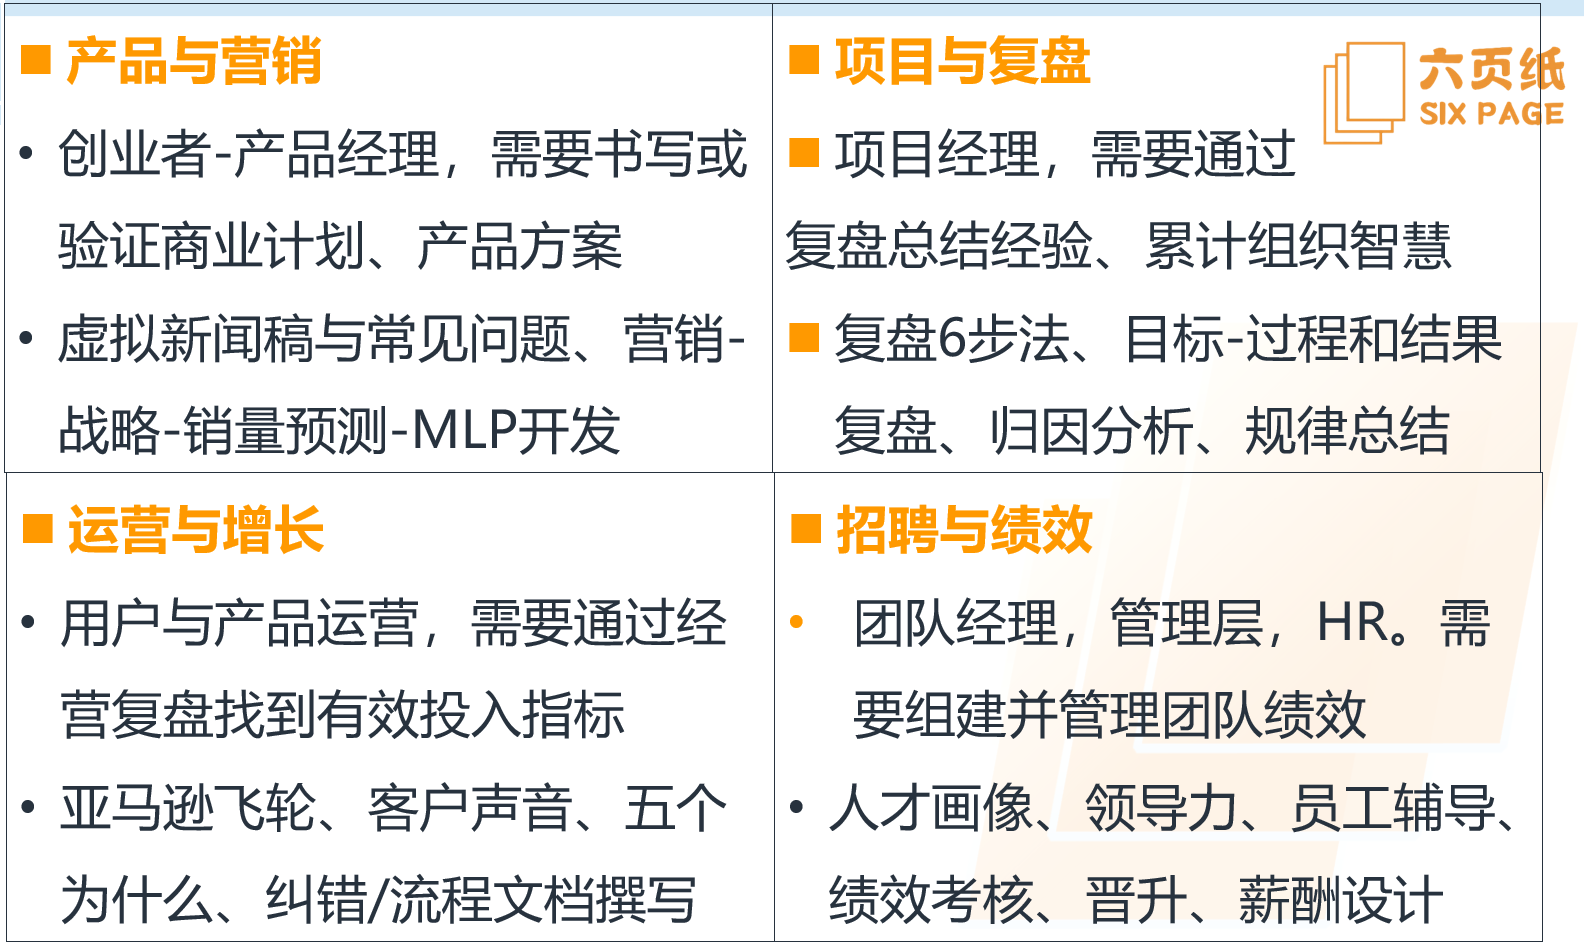 产品与营销
创业者-产品经理，需要书写或
验证商业计划、产品方案
虚拟新闻稿与常见问题、营销-
战略-销量预测-MLP开发
项目与复盘
六页纸
SIX PAGE
项目经理，需要通过
复盘总结经验、累计组织智慧
复盘6步法、目标-过程和结果
复盘、归因分析、规律总结
运营与增长
用户与产品运营，需要通过经
营复盘找到有效投入指标
亚马逊飞轮、客户声音、五个
为什么、纠错/流程文档撰写
招聘与绩效
团队经理，管理层，HR。需
要组建并管理团队绩效
人才画像、领导力、员工辅导、
绩效考核、晋升、薪酬设计